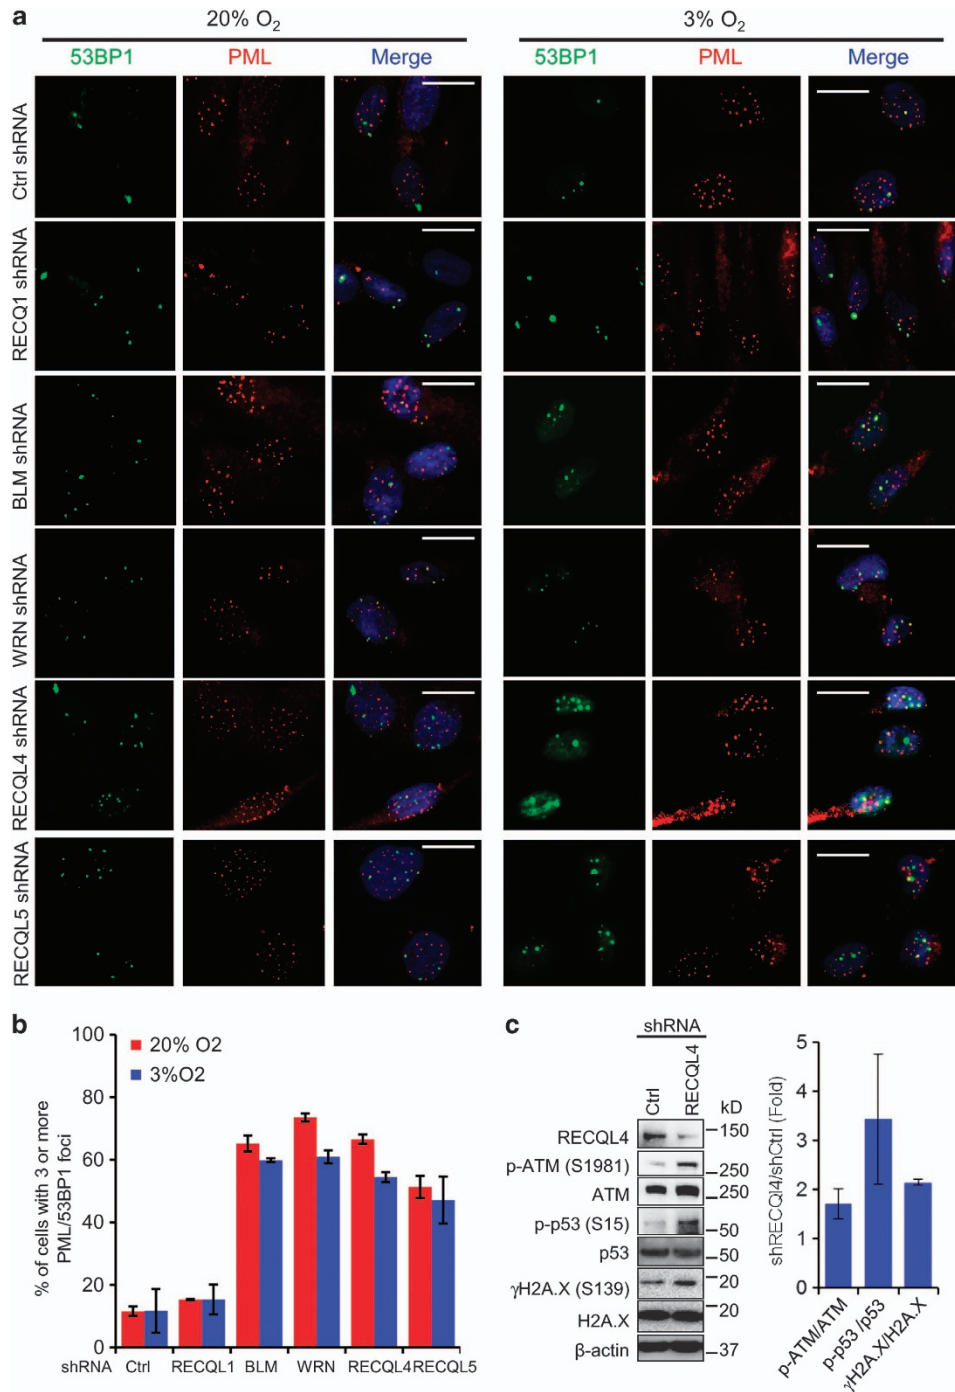 a
20% O2
3% O2
53BP1 PML Merge
53BP1 PML Merge
Ctrl shRNA
RECQ1 shRNA
BLM shRNA
WRN shRNA
RECQL4 shRNA
RECQL5 shRNA
b
% of cells with 3 or more
PML/53BP1 foci
100
80
60
40
20
0
20% O2
3%O2
shRNA Ctrl RECQL1 BLM WRN RECQL4 RECQL5
c
shRNA
Ctrl
RECQL4
kD
RECQL4 150
p-ATM (S1981) 250
ATM 250
p-p53 (S15) 50
p53 50
γH2A.X (S139) 20
H2A.X 20
β-actin 37
shRECQl4/shCtrl (Fold)
5
4
3
2
1
0
p-ATM/ATM
p-p53 /p53
γH2A.X/H2A.X